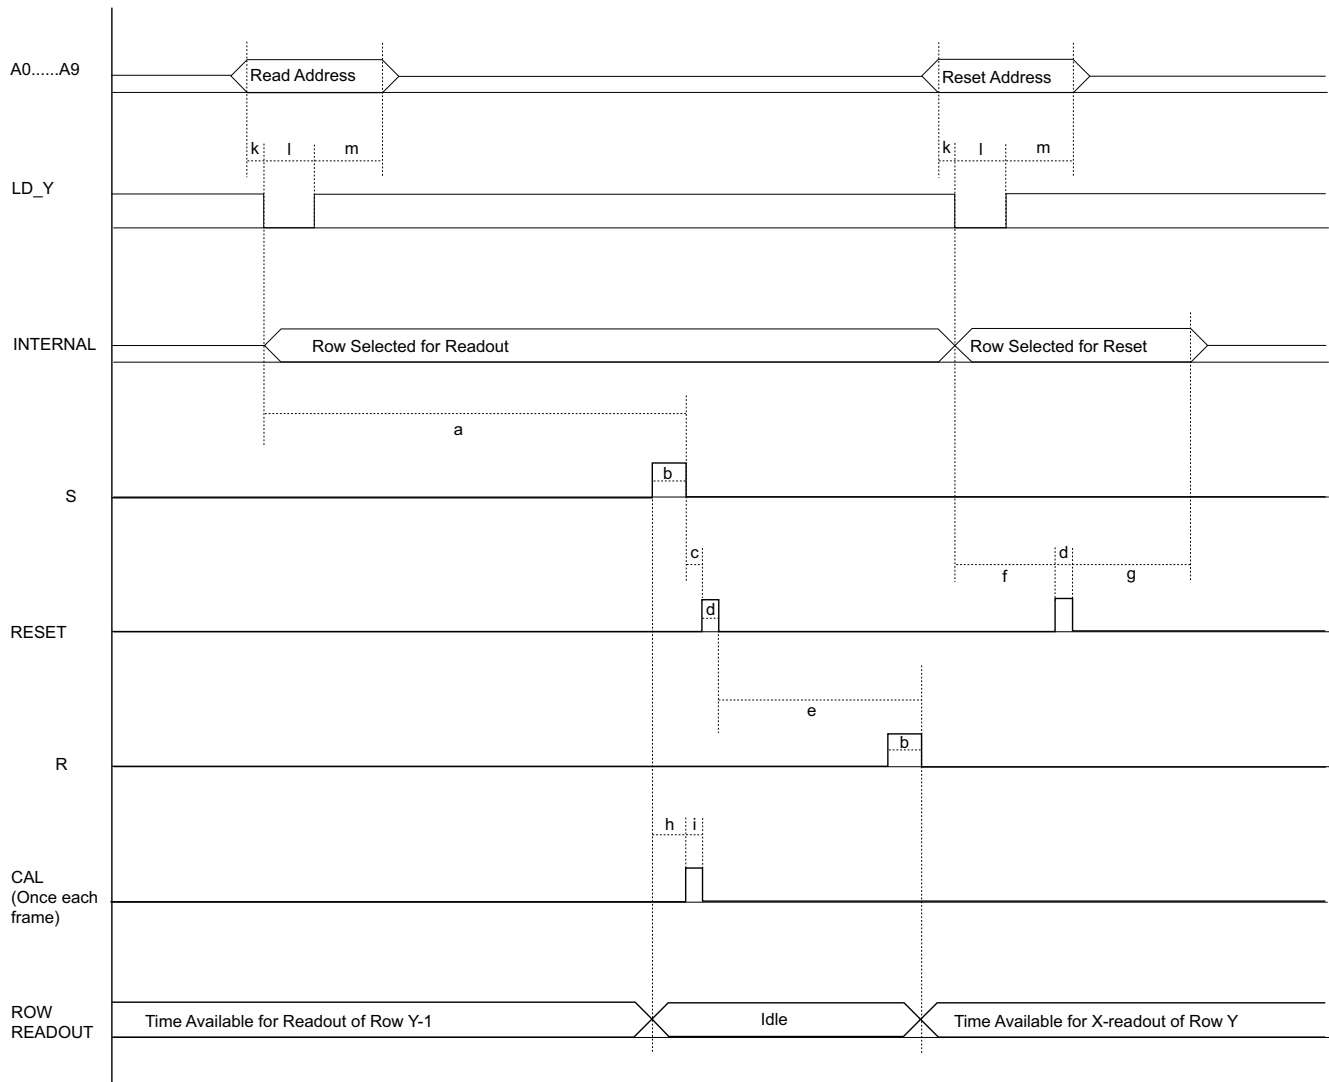 A0......A9
Read Address
Reset Address
k l m
k l m
LD_Y
INTERNAL
Row Selected for Readout
Row Selected for Reset
a
b
S
c
d
f
g
d
RESET
e
b
R
h i
CAL
(Once each
frame)
ROW
READOUT
Time Available for Readout of Row Y-1
Idle
Time Available for X-readout of Row Y